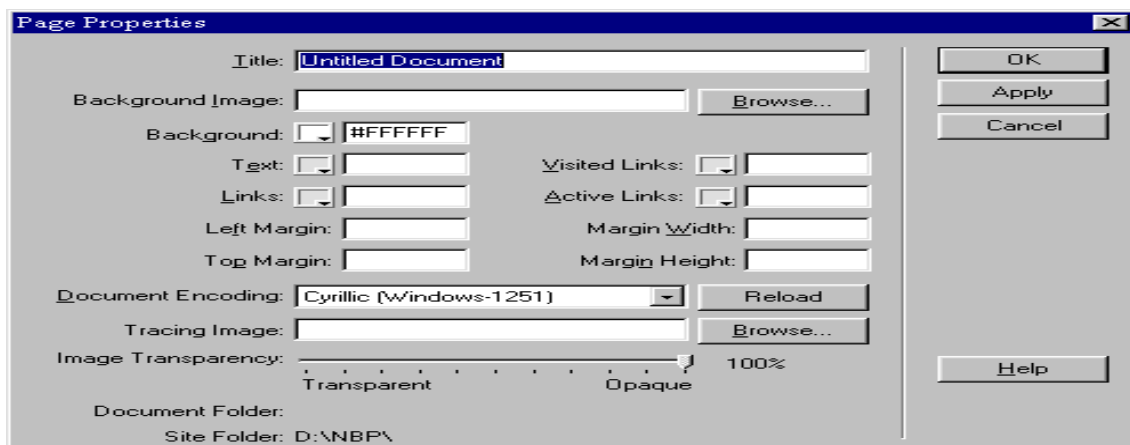 Page Properties
Title: Untitled Document
OK
Background Image: Browse...
Apply
Background: #FFFFFF
Cancel
Text: Visited Links:
Links: Active Links:
Left Margin: Margin Width:
Top Margin: Margin Height:
Document Encoding: Cyrillic (Windows-1251) Reload
Tracing Image: Browse...
Image Transparency: 100%
Transparent Opaque
Help
Document Folder:
Site Folder: D:\NBP\